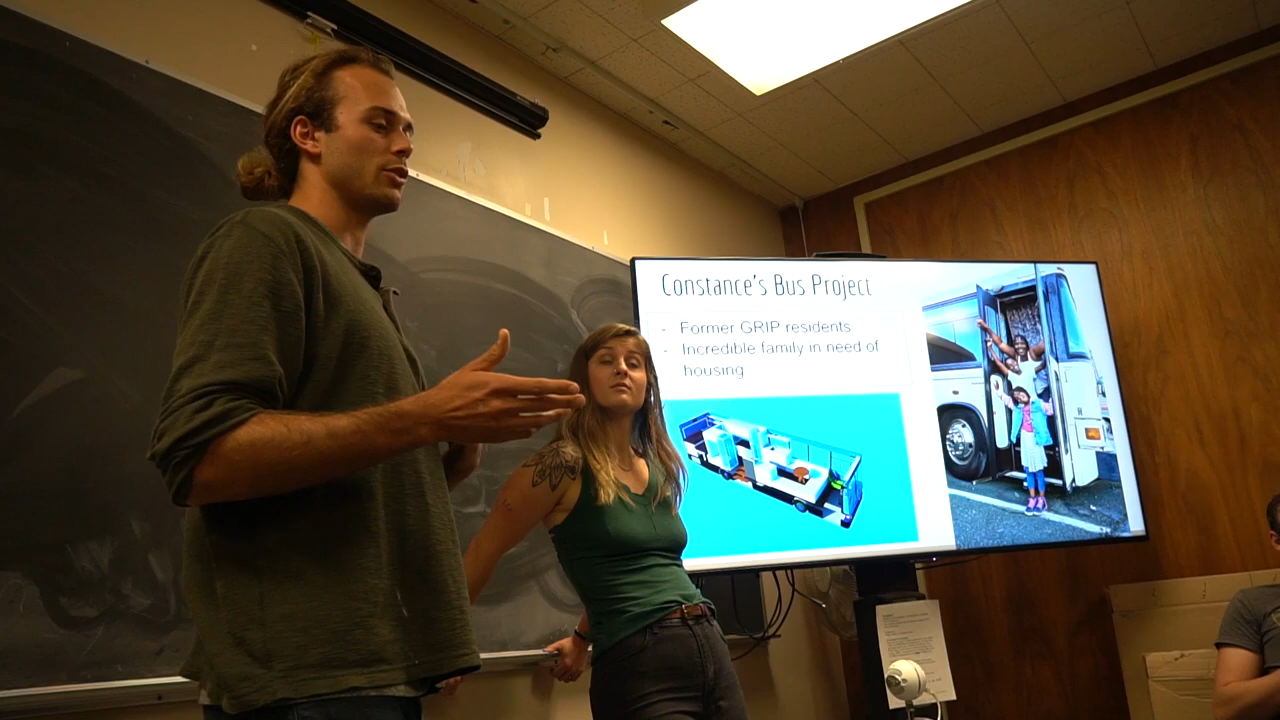 Constance's Bus Project
- Former GRIP residents
- Incredible family in need of
housing